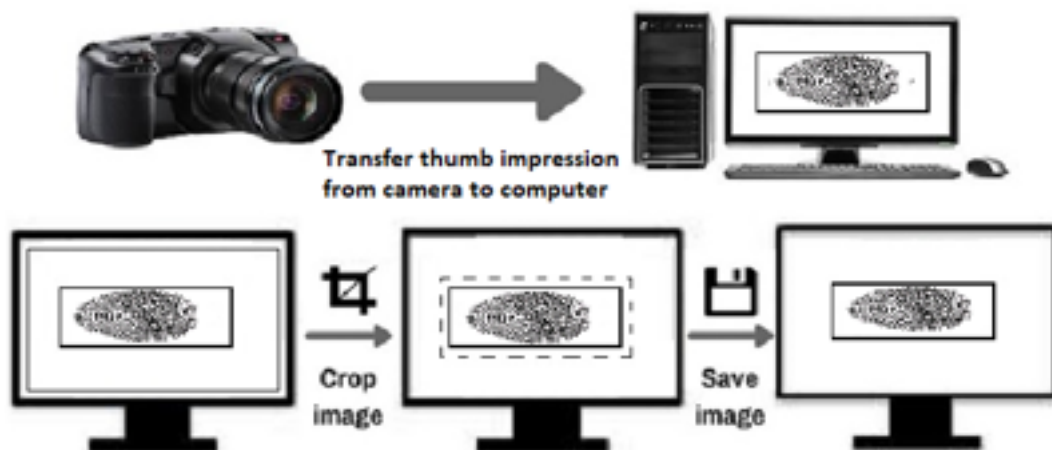 Transfer thumb impression
from camera to computer
Crop
image
Save
image